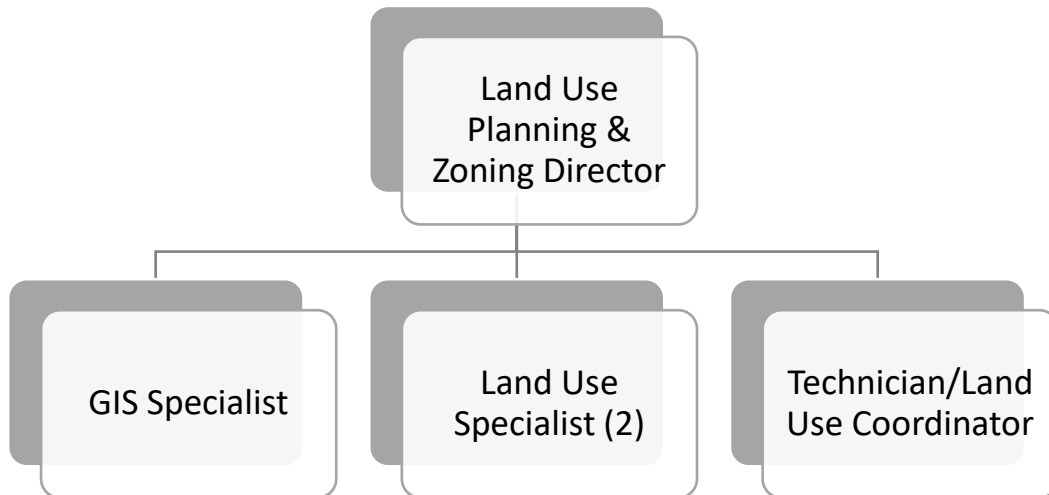 Land Use
Planning &
Zoning Director
GIS Specialist
Land Use
Specialist (2)
Technician/Land
Use Coordinator